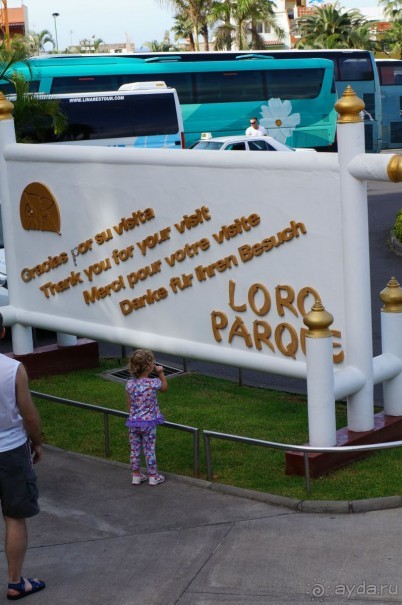 WWW.LINARESTOUR.COM
Gracias por su visita
Thank you for your visit
Merci pour votre visite
Danke für Ihren Besuch
LORO
PARQUE
ayda.ru